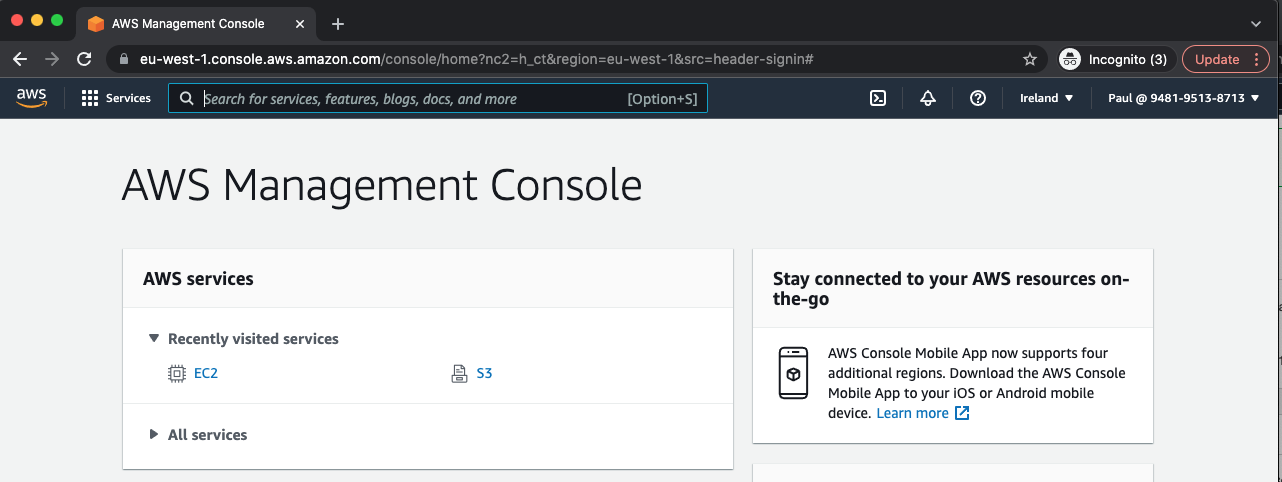 AWS Management Console
eu-west-1.console.aws.amazon.com/console/home?nc2=h_ct&region=eu-west-1&src=header-signin#
Incognito (3)
Update
aws
Services
Search for services, features, blogs, docs, and more
[Option+S]
Ireland
Paul @ 9481-9513-8713
AWS Management Console
AWS services
Recently visited services
EC2
S3
All services
Stay connected to your AWS resources on-
the-go
AWS Console Mobile App now supports four
additional regions. Download the AWS Console
Mobile App to your iOS or Android mobile
device. Learn more